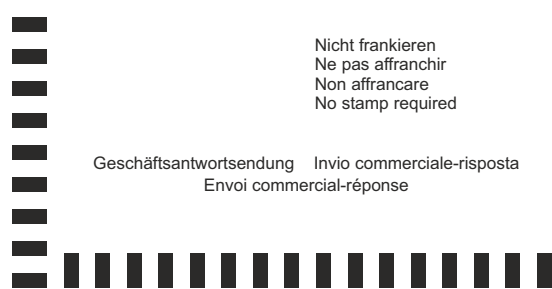 Nicht frankieren
Ne pas affranchir
Non affrancare
No stamp required
Geschäftsantwortsendung Invio commerciale-risposta
Envoi commercial-réponse